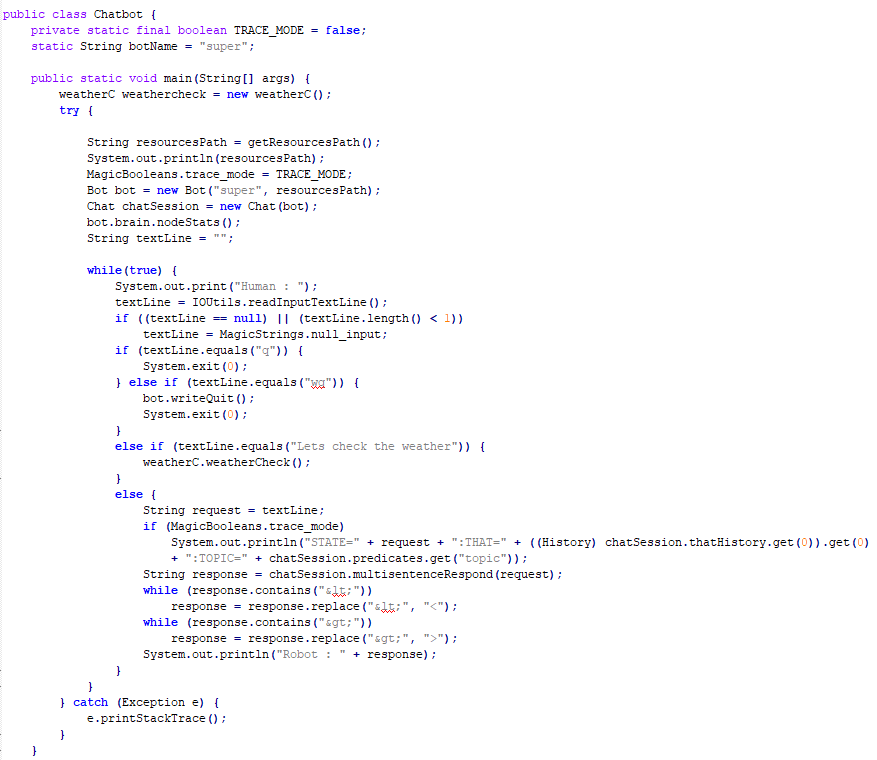 public class Chatbot {
    private static final boolean TRACE_MODE = false;
    static String botName = "super";

    public static void main(String[] args) {
        weatherC weathercheck = new weatherC();
        try {

            String resourcesPath = getResourcesPath();
            System.out.println(resourcesPath);
            MagicBooleans.trace_mode = TRACE_MODE;
            Bot bot = new Bot("super", resourcesPath);
            Chat chatSession = new Chat(bot);
            bot.brain.nodeStats();
            String textLine = "";

            while(true) {
                System.out.print("Human : ");
                textLine = IOUtils.readInputTextLine();
                if ((textLine == null) || (textLine.length() < 1))
                    textLine = MagicStrings.null_input;
                if (textLine.equals("q")) {
                    System.exit(0);
                } else if (textLine.equals("wq")) {
                    bot.writeQuit();
                    System.exit(0);
                }
                else if (textLine.equals("Lets check the weather")) {
                    weatherC.weatherCheck();
                }
                else {
                    String request = textLine;
                    if (MagicBooleans.trace_mode)
                        System.out.println("STATE=" + request + ":THAT=" + ((History) chatSession.thatHistory.get(0)).get(0)
                        + ":TOPIC=" + chatSession.predicates.get("topic"));
                    String response = chatSession.multisentenceRespond(request);
                    while (response.contains("&lt;"))
                        response = response.replace("&lt;", "<");
                    while (response.contains("&gt;"))
                        response = response.replace("&gt;", ">");
                    System.out.println("Robot : " + response);
                }
            }
        } catch (Exception e) {
            e.printStackTrace();
        }
    }